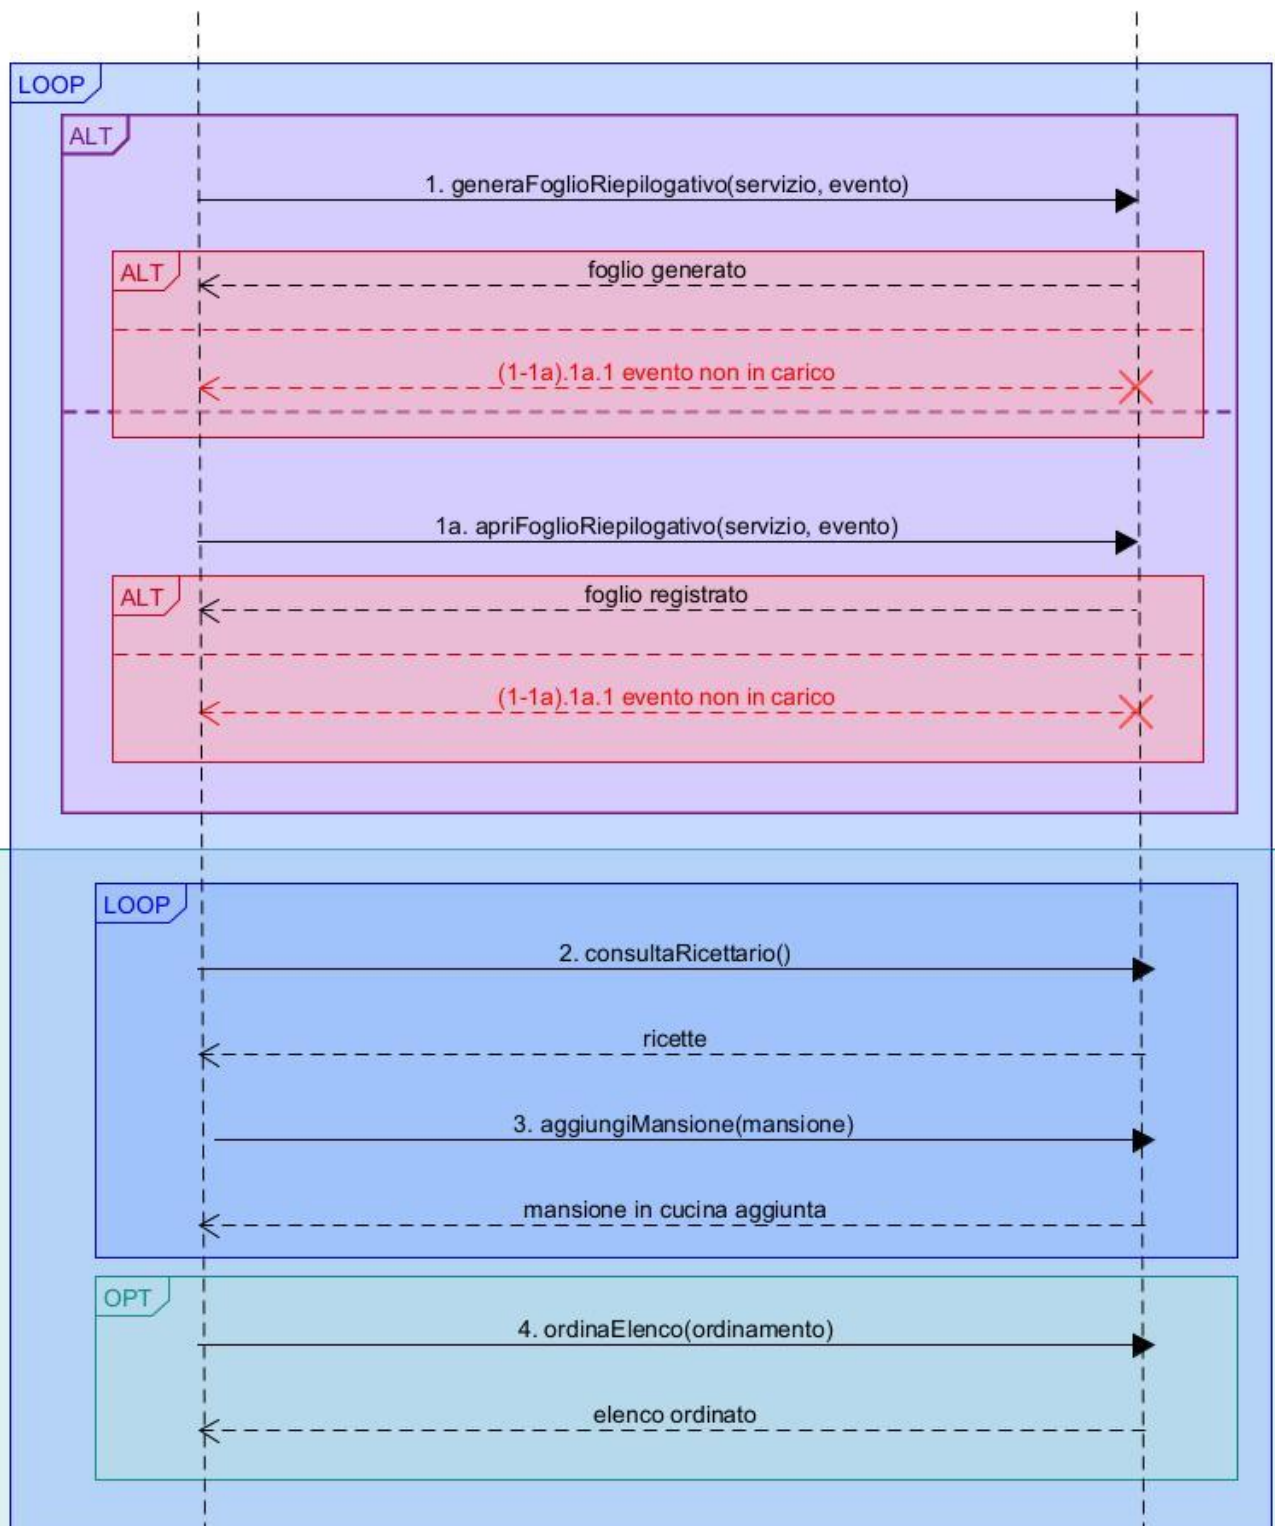 LOOP
ALT
1. generaFoglioRiepilogativo(servizio, evento)
ALT
foglio generato
(1-1a).1a.1 evento non in carico
1a. apriFoglioRiepilogativo(servizio, evento)
ALT
foglio registrato
(1-1a).1a.1 evento non in carico
LOOP
2. consultaRicettario()
ricette
3. aggiungiMansione(mansione)
mansione in cucina aggiunta
OPT
4. ordinaElenco(ordinamento)
elenco ordinato